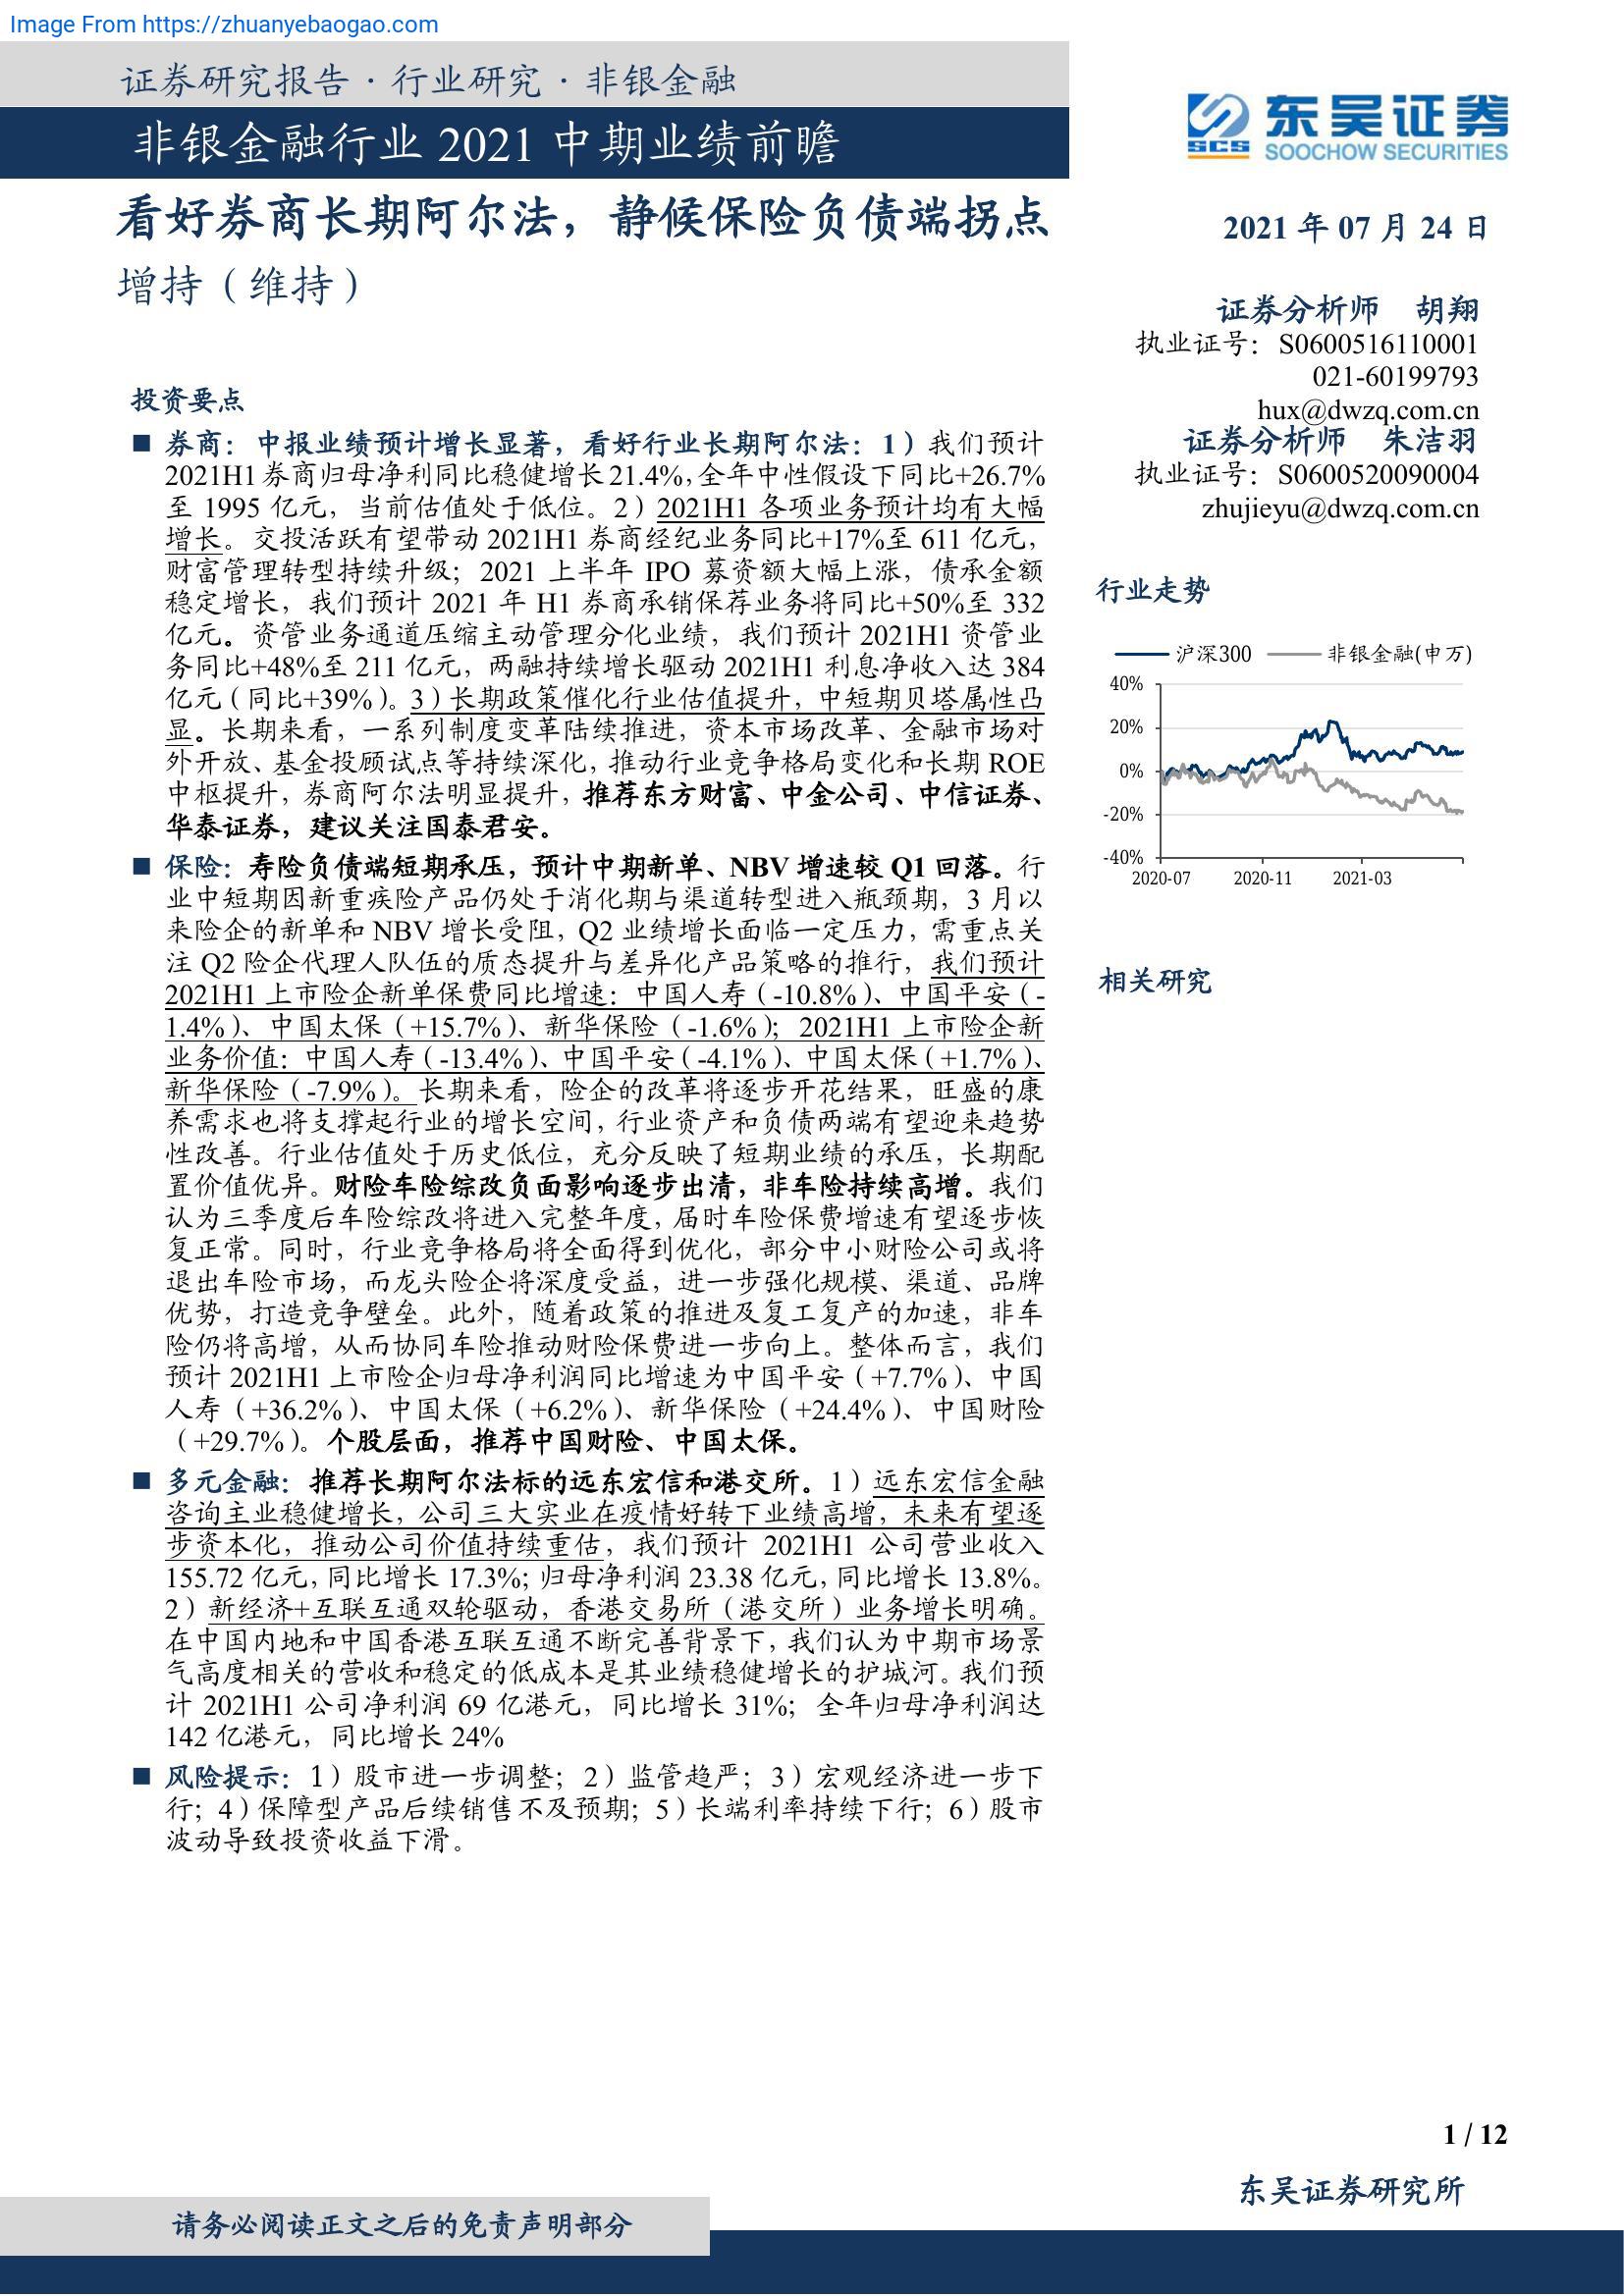 Image From https://zhuanyebaogao.com
证券研究报告·行业研究·非银金融
非银金融行业 2021 中期业绩前瞻
看好券商长期阿尔法，静候保险负债端拐点
增持（维持）
投资要点
■ 券商：中报业绩预计增长显著，看好行业长期阿尔法：1）我们预计
2021H1 券商归母净利同比稳健增长 21.4%，全年中性假设下同比+26.7%
至 1995 亿元，当前估值处于低位。2）2021H1 各项业务预计均有大幅
增长。交投活跃有望带动 2021H1 券商经纪业务同比+17%至 611 亿元，
财富管理转型持续升级；2021 上半年 IPO 募资额大幅上涨，债承金额
稳定增长，我们预计 2021 年 H1 券商承销保荐业务将同比+50%至 332
亿元。资管业务通道压缩主动管理分化业绩，我们预计 2021H1 资管业
务同比+48%至 211 亿元，两融持续增长驱动 2021H1 利息净收入达 384
亿元（同比+39%）。3）长期政策催化行业估值提升，中短期贝塔属性凸
显。长期来看，一系列制度变革陆续推进，资本市场改革、金融市场对
外开放、基金投顾试点等持续深化，推动行业竞争格局变化和长期 ROE
中枢提升，券商阿尔法明显提升，推荐东方财富、中金公司、中信证券、
华泰证券，建议关注国泰君安。
■ 保险：寿险负债端短期承压，预计中期新单、NBV 增速较 Q1 回落。行
业中短期因新重疾险产品仍处于消化期与渠道转型进入瓶颈期，3 月以
来险企的新单和 NBV 增长受阻，Q2 业绩增长面临一定压力，需重点关
注 Q2 险企代理人队伍的质态提升与差异化产品策略的推行，我们预计
2021H1 上市险企新单保费同比增速：中国人寿（-10.8%）、中国平安（-
1.4%）、中国太保（+15.7%）、新华保险（-1.6%）；2021H1 上市险企新
业务价值：中国人寿（-13.4%）、中国平安（-4.1%）、中国太保（+1.7%）、
新华保险（-7.9%）。长期来看，险企的改革将逐步开花结果，旺盛的康
养需求也将支撑起行业的增长空间，行业资产和负债两端有望迎来趋势
性改善。行业估值处于历史低位，充分反映了短期业绩的承压，长期配
置价值优异。财险车险综改负面影响逐步出清，非车险持续高增。我们
认为三季度后车险综改将进入完整年度，届时车险保费增速有望逐步恢
复正常。同时，行业竞争格局将全面得到优化，部分中小财险公司或将
退出车险市场，而龙头险企将深度受益，进一步强化规模、渠道、品牌
优势，打造竞争壁垒。此外，随着政策的推进及复工复产的加速，非车
险仍将高增，从而协同车险推动财险保费进一步向上。整体而言，我们
预计 2021H1 上市险企归母净利润同比增速为中国平安（+7.7%）、中国
人寿（+36.2%）、中国太保（+6.2%）、新华保险（+24.4%）、中国财险
（+29.7%）。个股层面，推荐中国财险、中国太保。
■ 多元金融：推荐长期阿尔法标的远东宏信和港交所。1）远东宏信金融
咨询主业稳健增长，公司三大实业在疫情好转下业绩高增，未来有望逐
步资本化，推动公司价值持续重估，我们预计 2021H1 公司营业收入
155.72 亿元，同比增长 17.3%；归母净利润 23.38 亿元，同比增长 13.8%。
2）新经济+互联互通双轮驱动，香港交易所（港交所）业务增长明确。
在中国内地和中国香港互联互通不断完善背景下，我们认为中期市场景
气高度相关的营收和稳定的低成本是其业绩稳健增长的护城河。我们预
计 2021H1 公司净利润 69 亿港元，同比增长 31%；全年归母净利润达
142 亿港元，同比增长 24%
■ 风险提示：1）股市进一步调整；2）监管趋严；3）宏观经济进一步下
行；4）保障型产品后续销售不及预期；5）长端利率持续下行；6）股市
波动导致投资收益下滑。
SCS 东吴证券
SOOCHOW SECURITIES
2021 年 07 月 24 日
证券分析师 胡翔
执业证号：S0600516110001
021-60199793
hux@dwzq.com.cn
证券分析师 朱洁羽
执业证号：S0600520090004
zhujieyu@dwzq.com.cn
行业走势
沪深300 非银金融(申万)
40%
20%
0%
-20%
-40%
2020-07 2020-11 2021-03
相关研究
1 / 12
东吴证券研究所
请务必阅读正文之后的免责声明部分